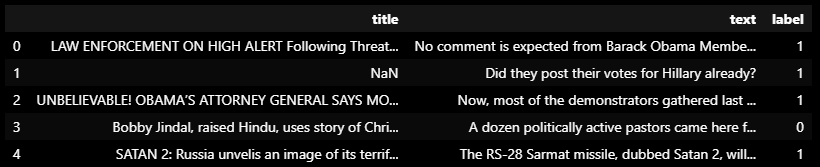 title text label
0 LAW ENFORCEMENT ON HIGH ALERT Following Threat... No comment is expected from Barack Obama Membe... 1
1 NaN Did they post their votes for Hillary already? 1
2 UNBELIEVABLE! OBAMA’S ATTORNEY GENERAL SAYS MO... Now, most of the demonstrators gathered last ... 1
3 Bobby Jindal, raised Hindu, uses story of Chri... A dozen politically active pastors came here f... 0
4 SATAN 2: Russia unvelis an image of its terrif... The RS-28 Sarmat missile, dubbed Satan 2, will... 1